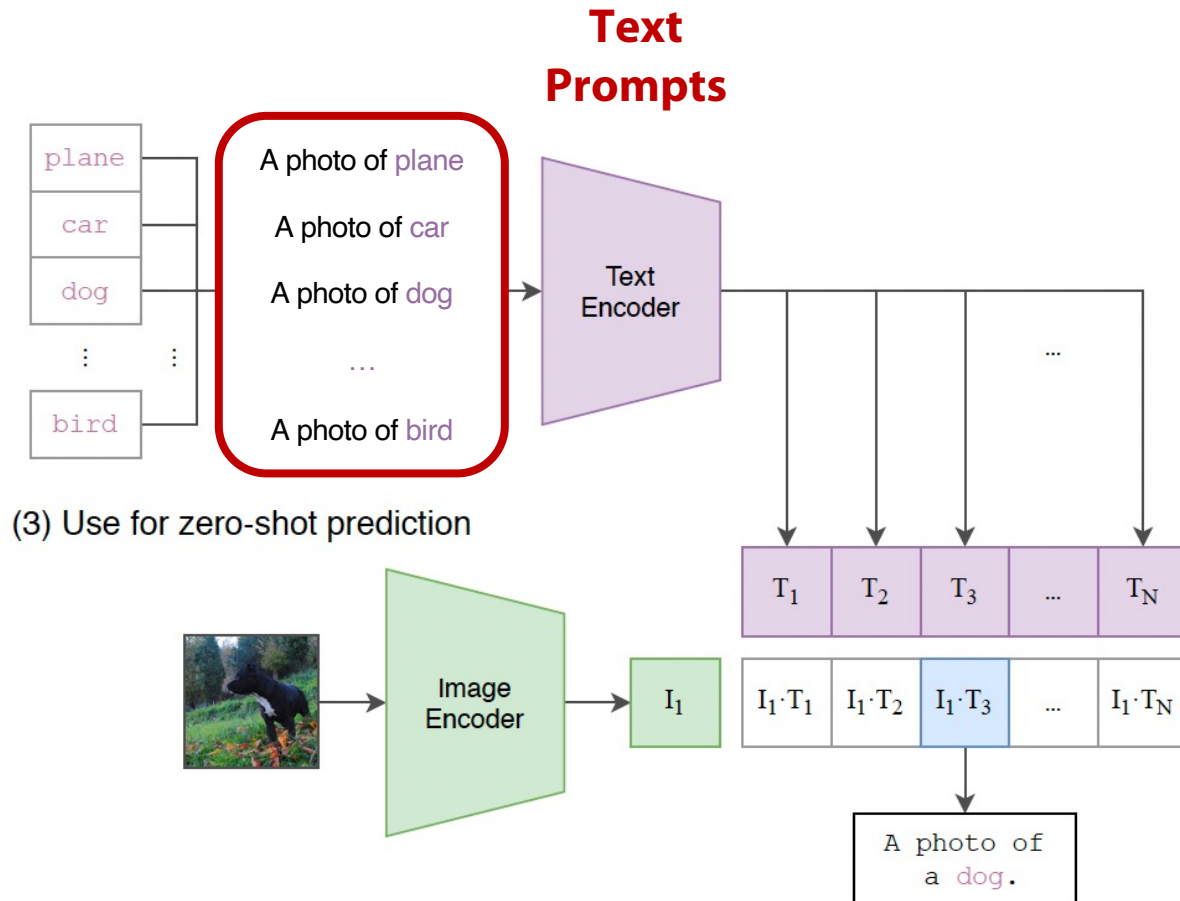 Text
Prompts
plane
car
dog
⋮ ⋮
bird
A photo of plane
A photo of car
A photo of dog
...
A photo of bird
Text
Encoder
...
(3) Use for zero-shot prediction
T₁ T₂ T₃ ... T_N
Image
Encoder
I₁
I₁·T₁ I₁·T₂ I₁·T₃ ... I₁·T_N
A photo of
a dog.